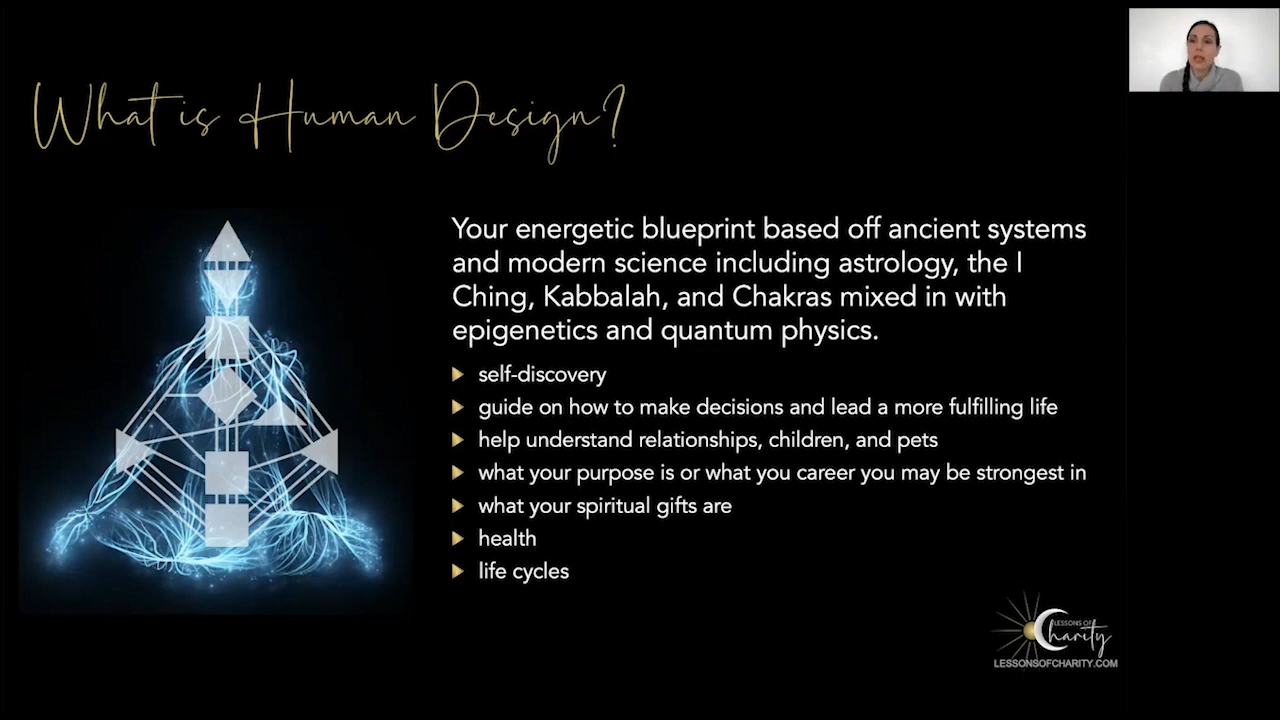 What is Human Design?
Your energetic blueprint based off ancient systems
and modern science including astrology, the I
Ching, Kabbalah, and Chakras mixed in with
epigenetics and quantum physics.
self-discovery
guide on how to make decisions and lead a more fulfilling life
help understand relationships, children, and pets
what your purpose is or what you career you may be strongest in
what your spiritual gifts are
health
life cycles
LESSONS OF
Charity
LESSONSOFCHARITY.COM